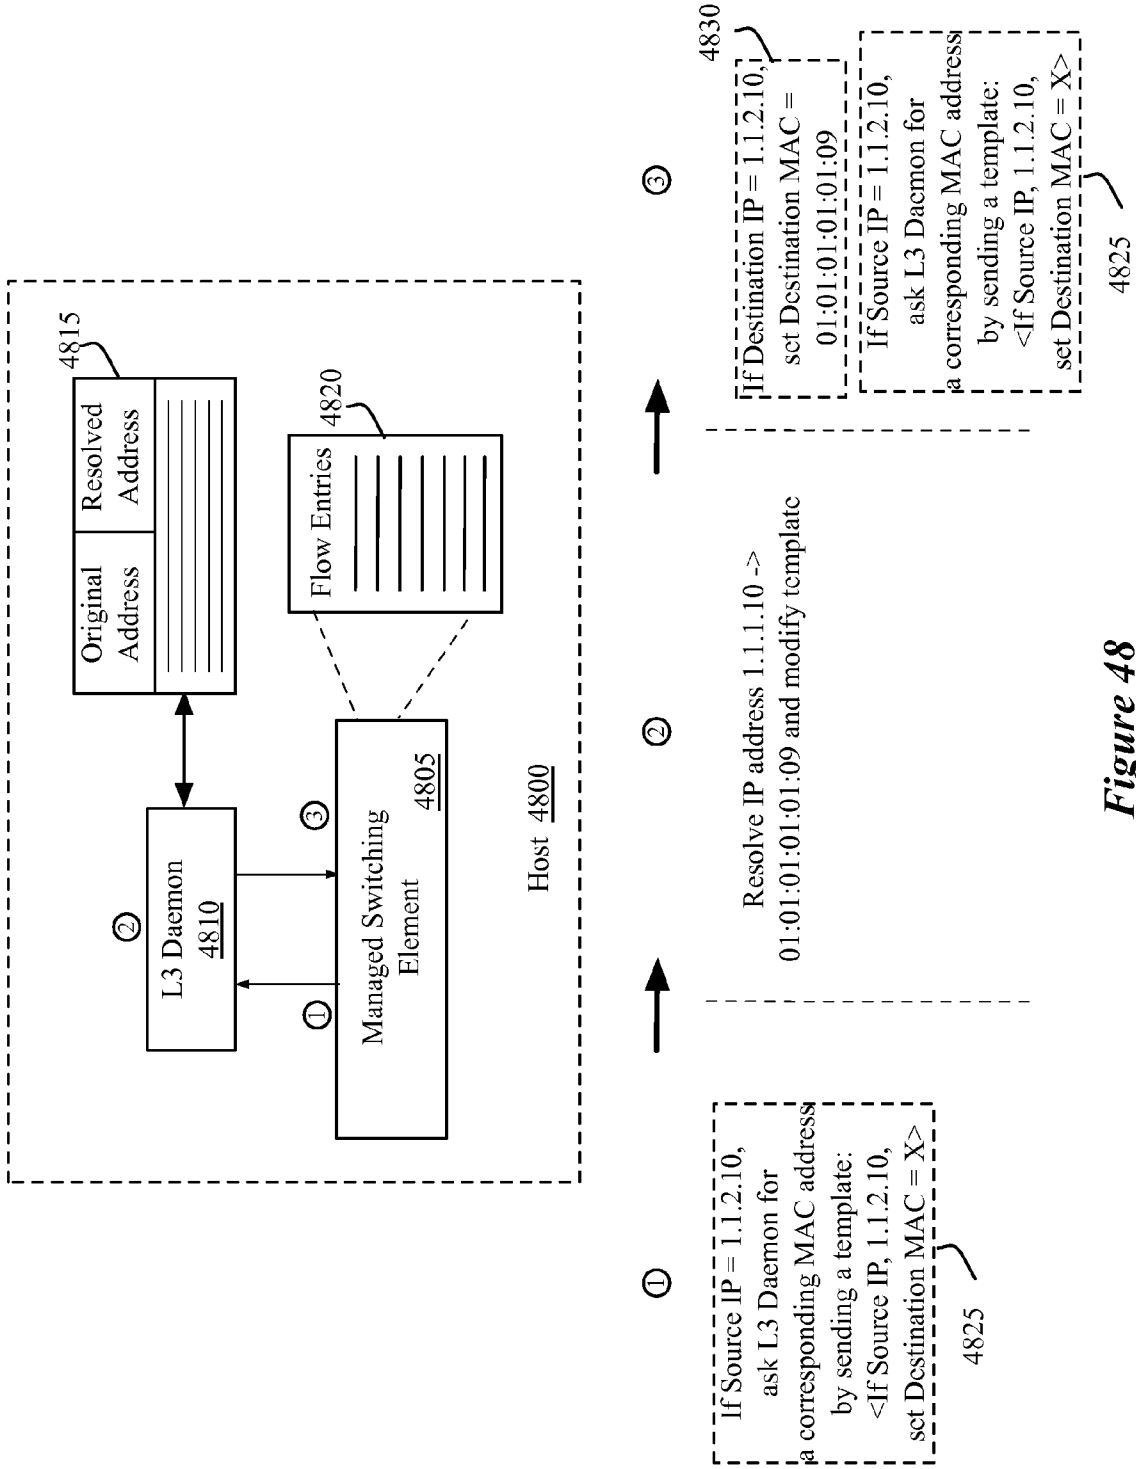 Original
Address
Resolved
Address
4815
②
L3 Daemon
4810
Flow Entries
4820
①
③
Managed Switching
Element
4805
Host 4800
①
②
③
If Source IP = 1.1.2.10,
ask L3 Daemon for
a corresponding MAC address
by sending a template:
<If Source IP, 1.1.2.10,
set Destination MAC = X>
4825
Resolve IP address 1.1.1.10 ->
01:01:01:01:01:09 and modify template
4830
If Destination IP = 1.1.2.10,
set Destination MAC =
01:01:01:01:01:09
If Source IP = 1.1.2.10,
ask L3 Daemon for
a corresponding MAC address
by sending a template:
<If Source IP, 1.1.2.10,
set Destination MAC = X>
4825
Figure 48